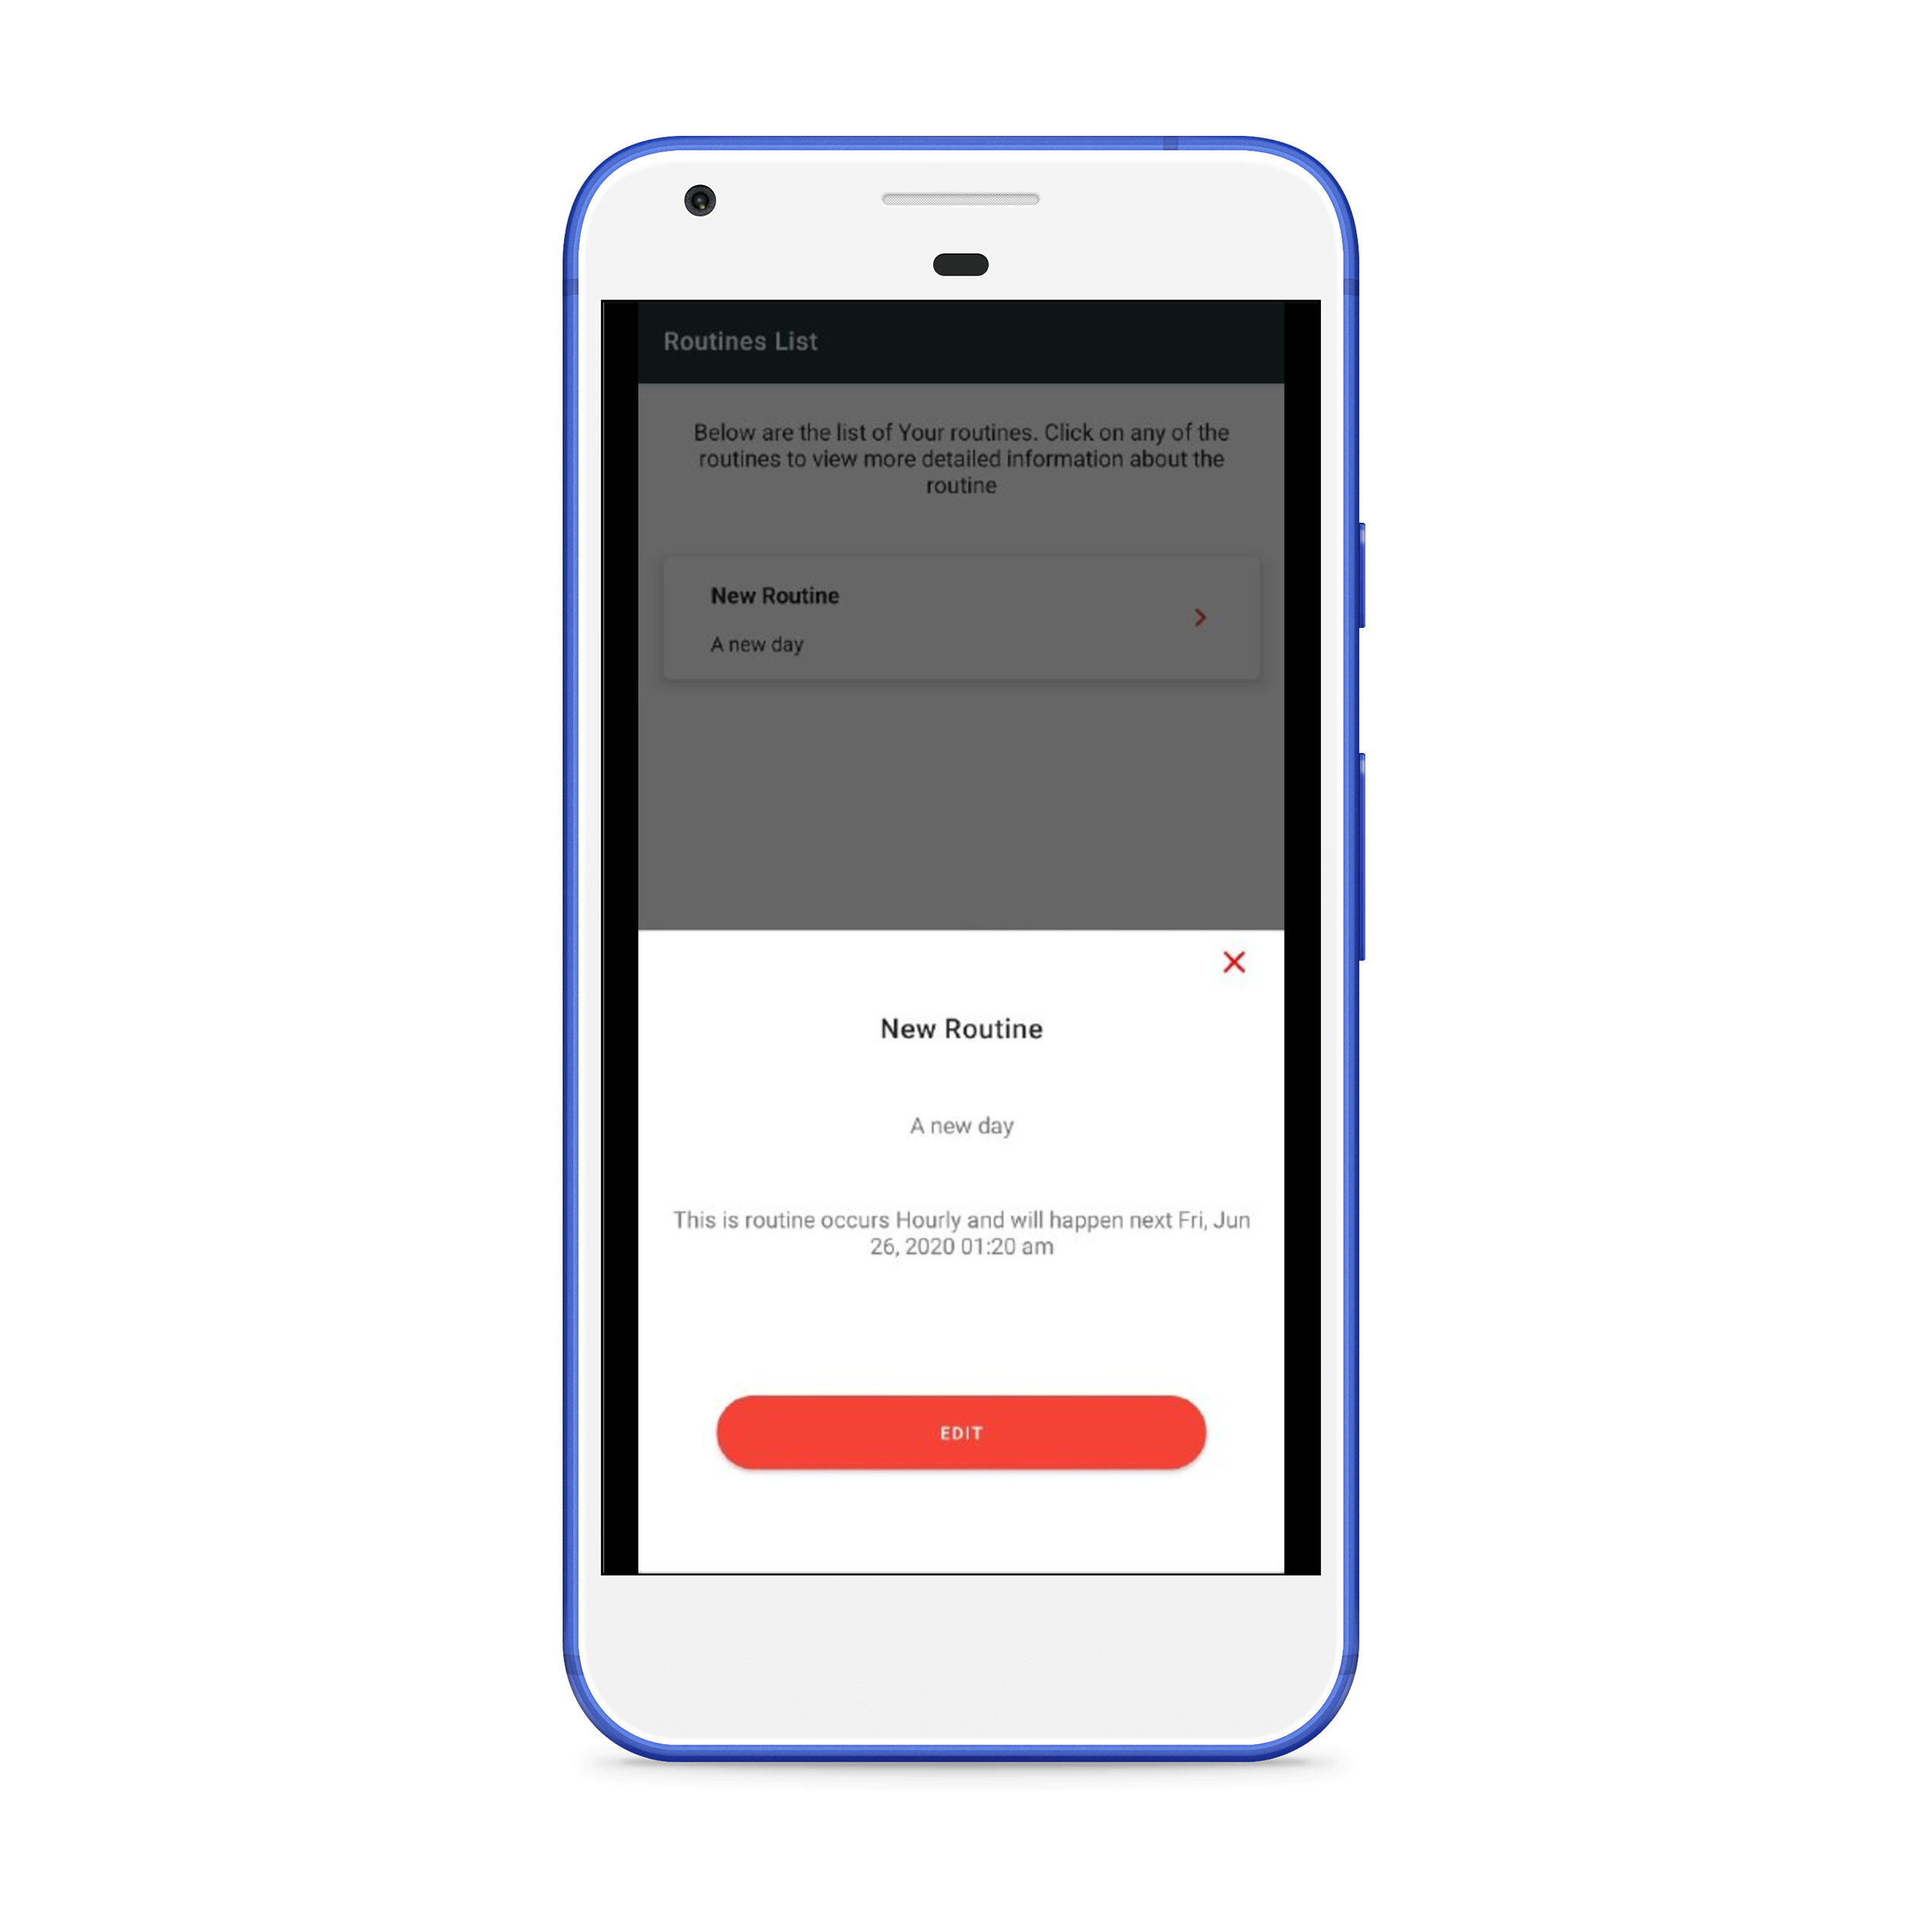 Routines List
Below are the list of Your routines. Click on any of the
routines to view more detailed information about the
routine
New Routine
A new day
New Routine
A new day
This is routine occurs Hourly and will happen next Fri, Jun
26, 2020 01:20 am
EDIT